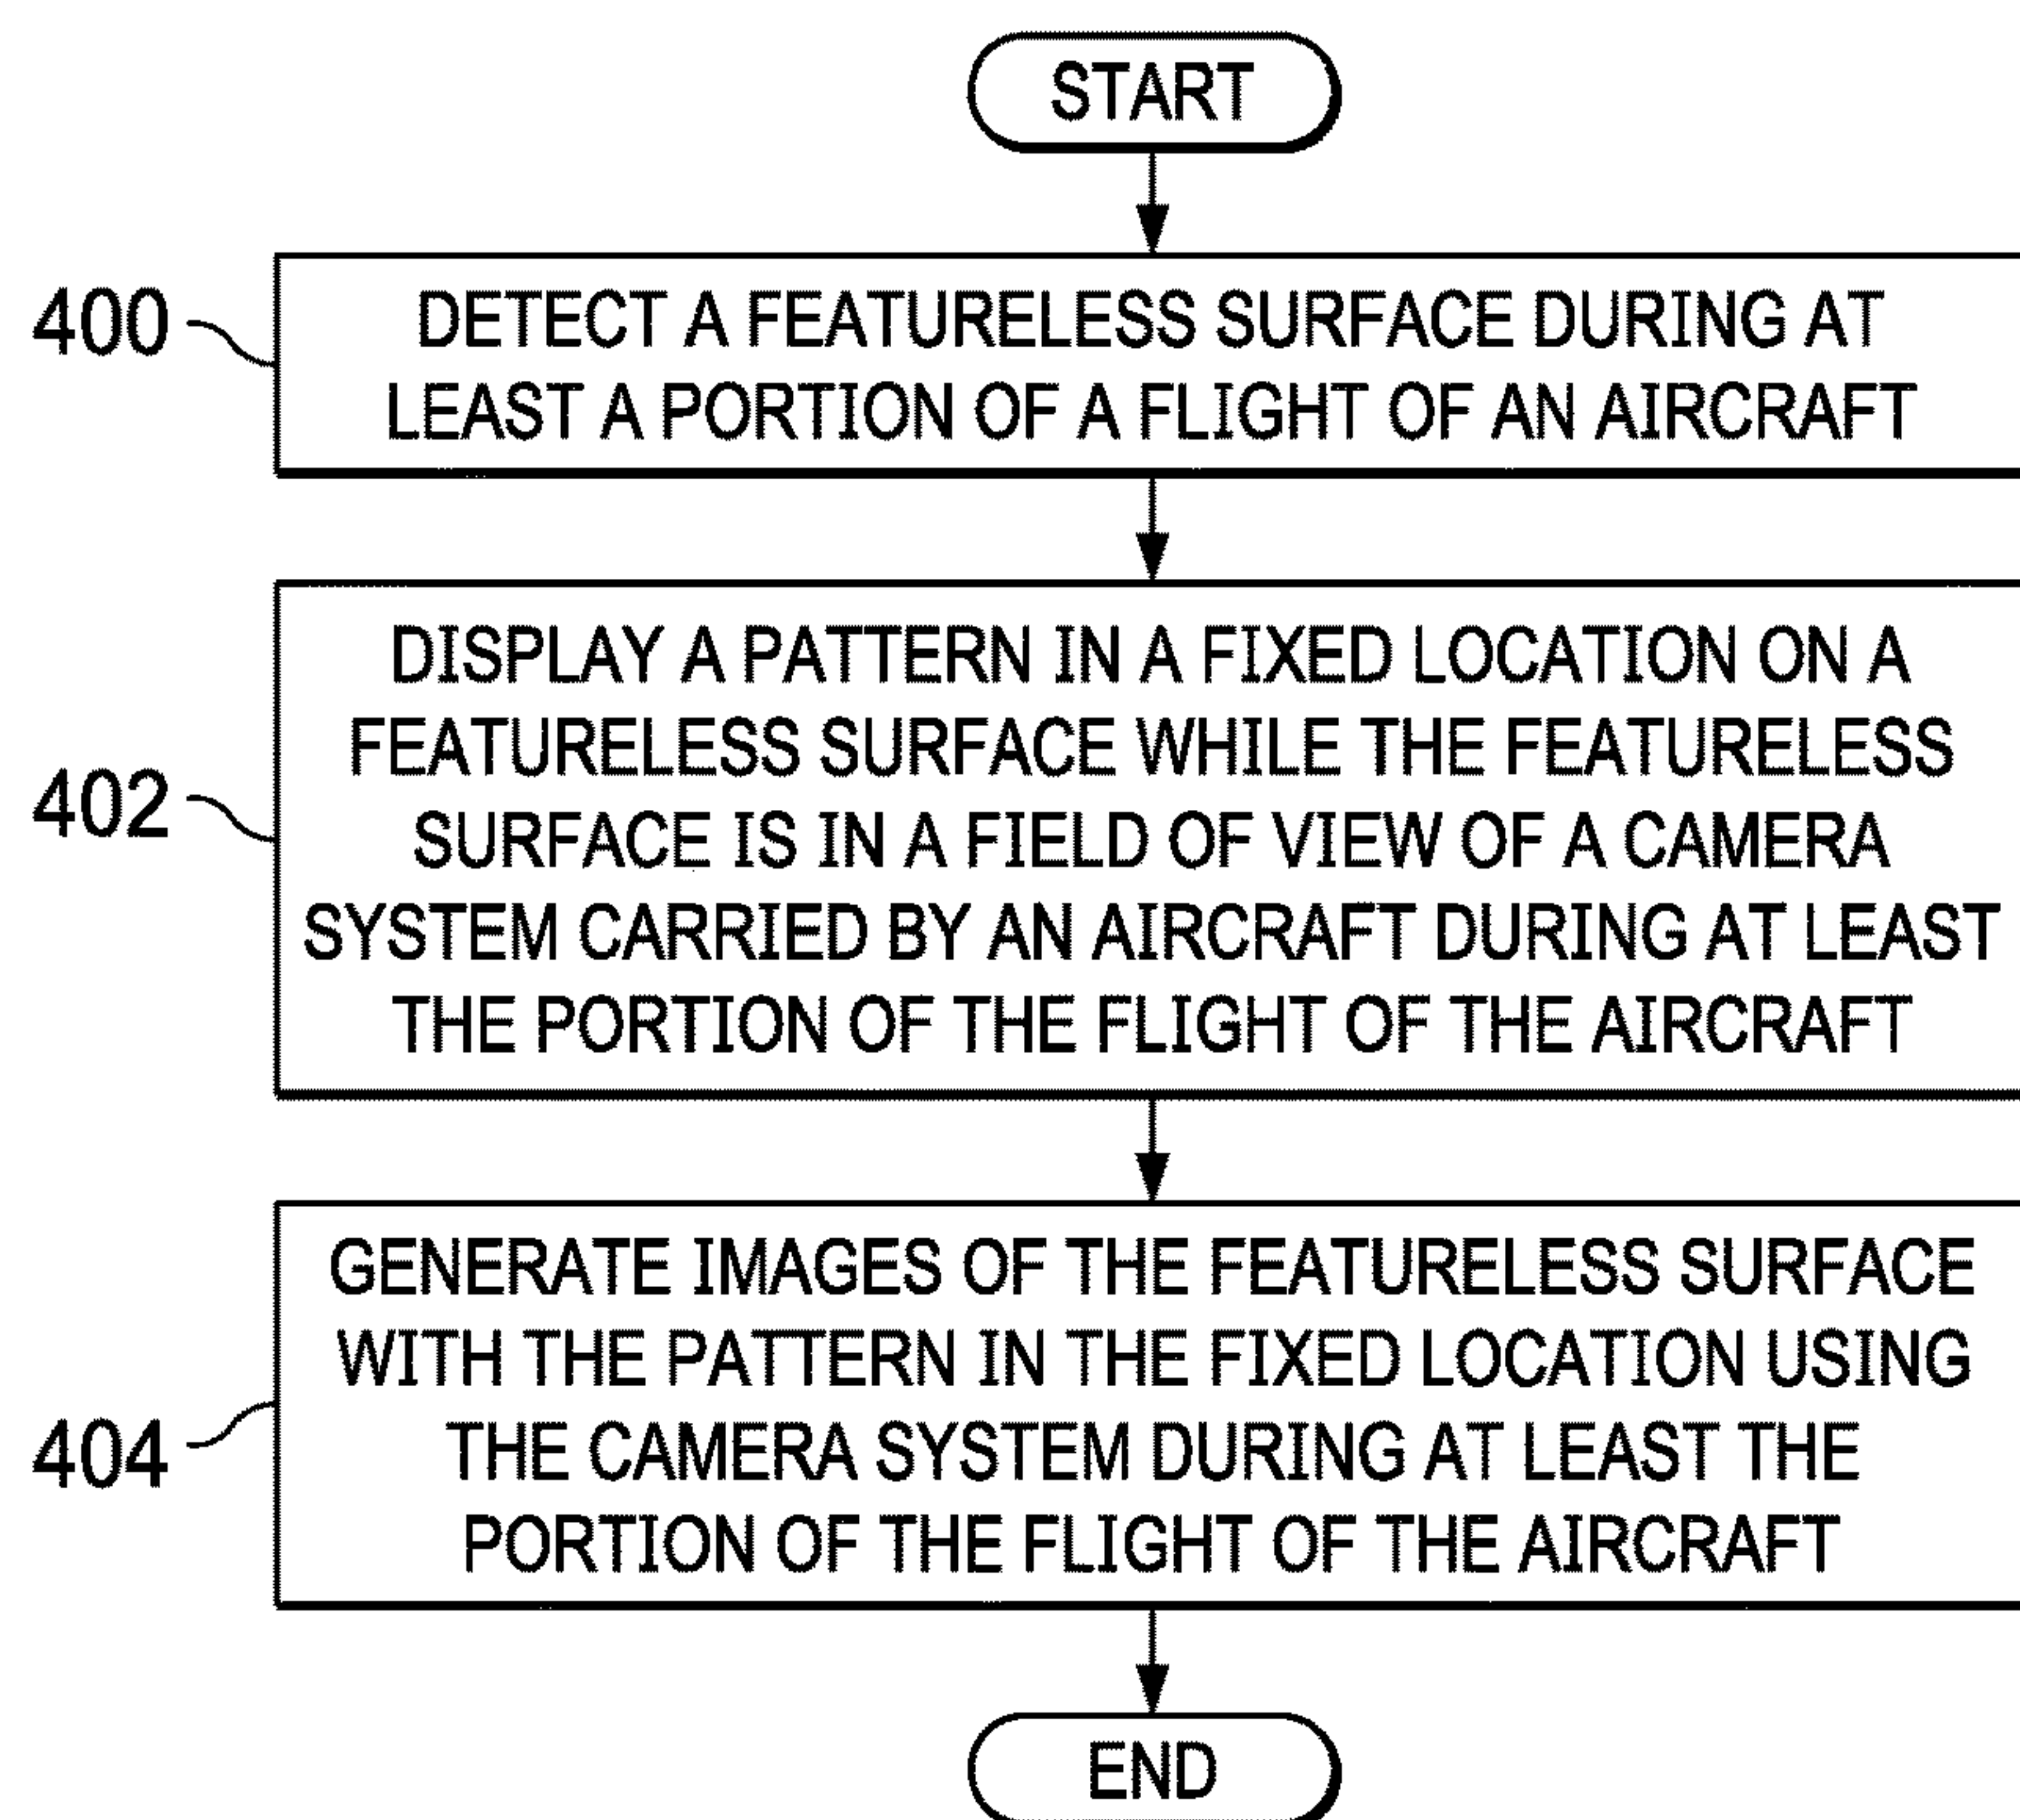 START
400
DETECT A FEATURELESS SURFACE DURING AT
LEAST A PORTION OF A FLIGHT OF AN AIRCRAFT
402
DISPLAY A PATTERN IN A FIXED LOCATION ON A
FEATURELESS SURFACE WHILE THE FEATURELESS
SURFACE IS IN A FIELD OF VIEW OF A CAMERA
SYSTEM CARRIED BY AN AIRCRAFT DURING AT LEAST
THE PORTION OF THE FLIGHT OF THE AIRCRAFT
404
GENERATE IMAGES OF THE FEATURELESS SURFACE
WITH THE PATTERN IN THE FIXED LOCATION USING
THE CAMERA SYSTEM DURING AT LEAST THE
PORTION OF THE FLIGHT OF THE AIRCRAFT
END